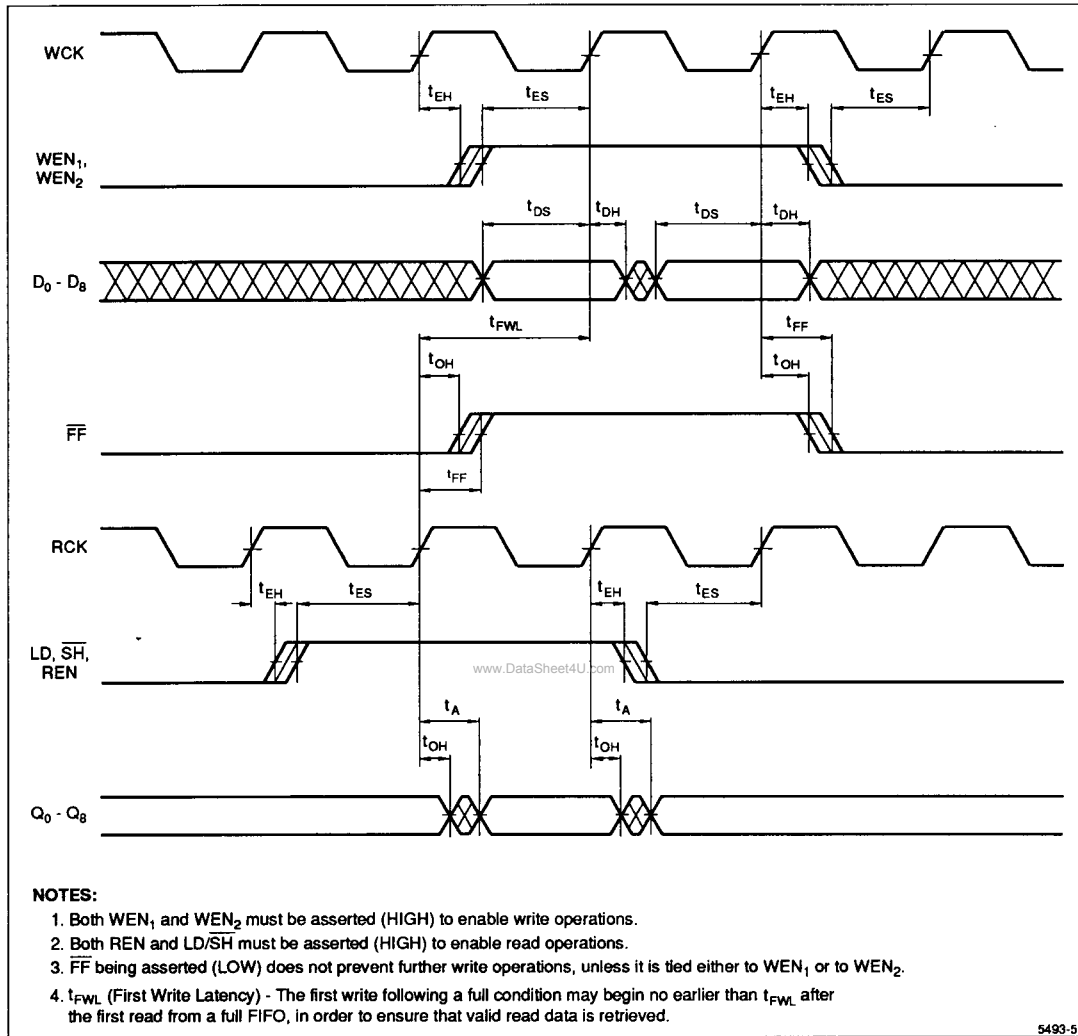 WCK
tEH
tES
tEH
tES
WEN1,
WEN2
tDS
tDH
tDS
tDH
D0 - D8
tFWL
tFF
tOH
tOH
F̅F̅
tFF
RCK
tEH
tES
tEH
tES
LD, S̅H̅,
REN
www.DataSheet4U.com
tA
tA
tOH
tOH
Q0 - Q8
NOTES:
1. Both WEN1 and WEN2 must be asserted (HIGH) to enable write operations.
2. Both REN and LD/S̅H̅ must be asserted (HIGH) to enable read operations.
3. F̅F̅ being asserted (LOW) does not prevent further write operations, unless it is tied either to WEN1 or to WEN2.
4. tFWL (First Write Latency) - The first write following a full condition may begin no earlier than tFWL after
the first read from a full FIFO, in order to ensure that valid read data is retrieved.
5493-5